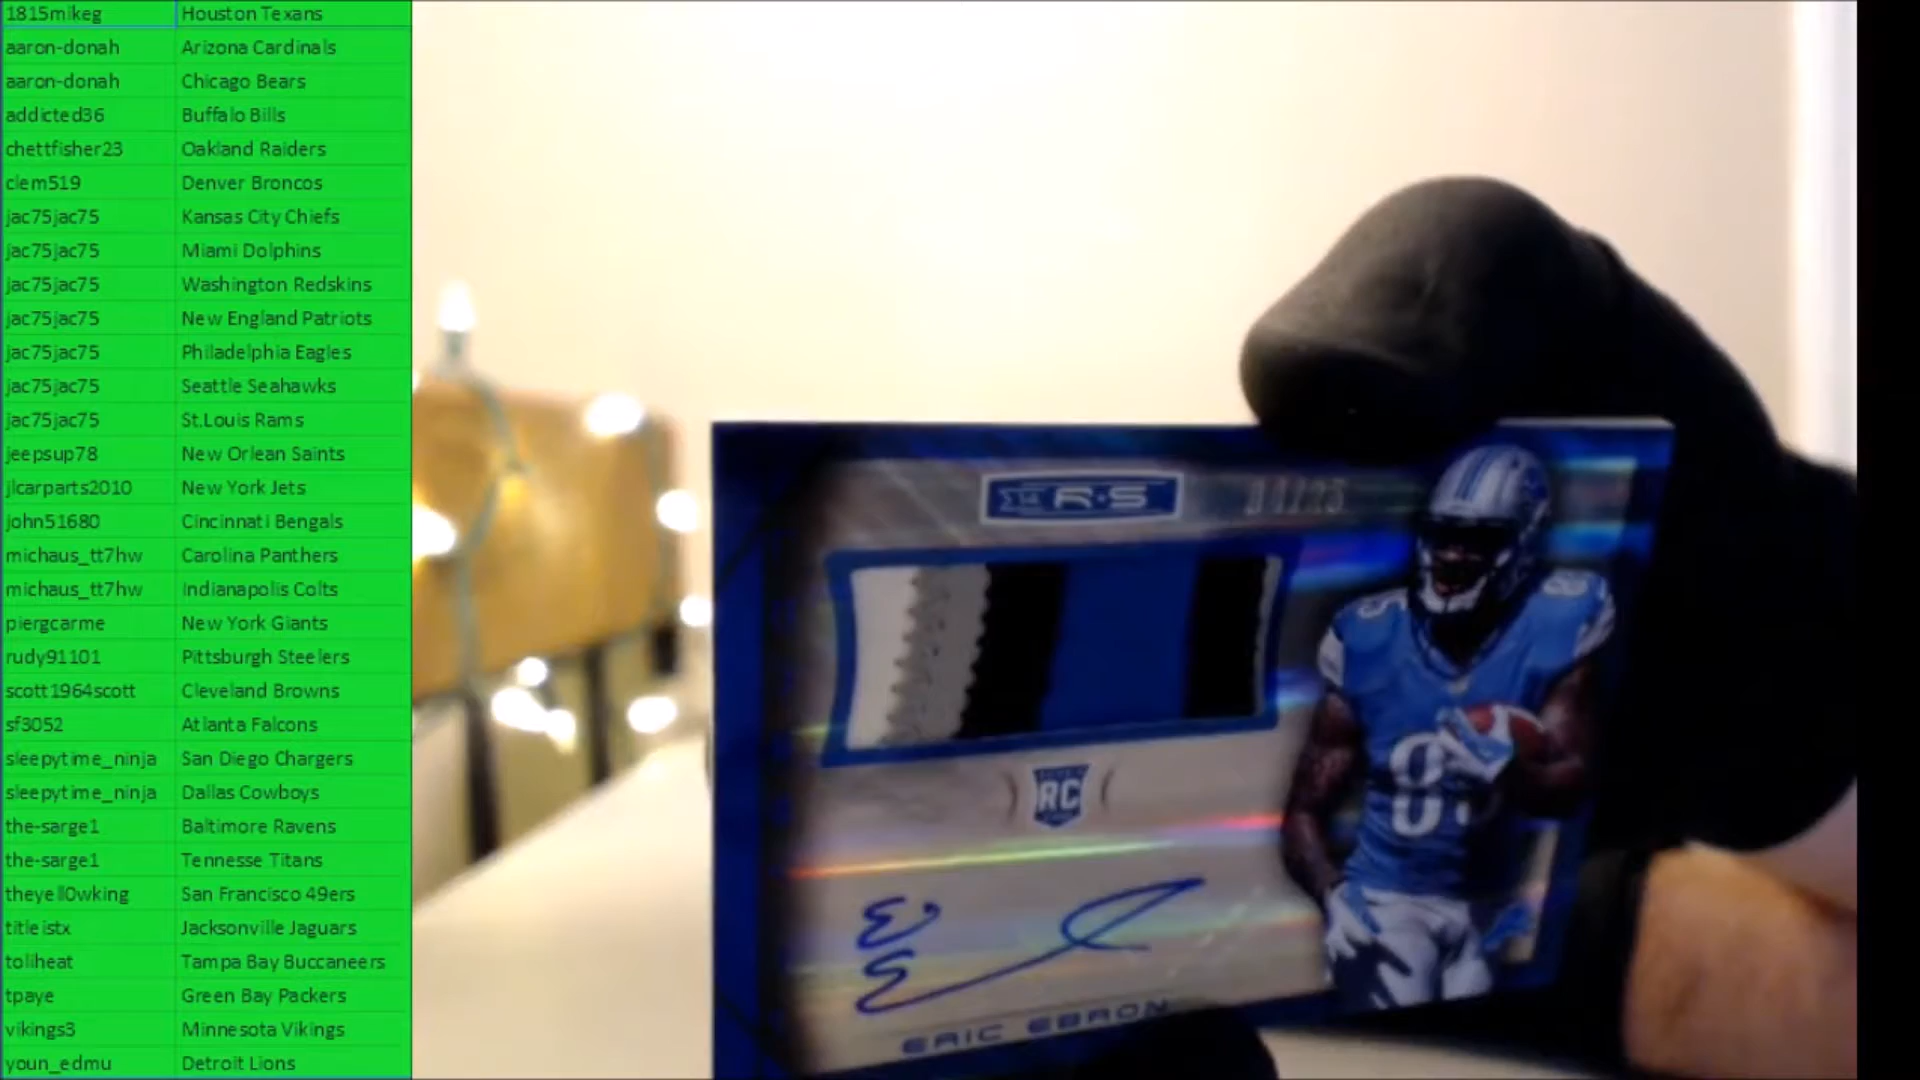 1815mikeg Houston Texans
aaron-donah Arizona Cardinals
aaron-donah Chicago Bears
addicted36 Buffalo Bills
chettfisher23 Oakland Raiders
clem519 Denver Broncos
jac75jac75 Kansas City Chiefs
jac75jac75 Miami Dolphins
jac75jac75 Washington Redskins
jac75jac75 New England Patriots
jac75jac75 Philadelphia Eagles
jac75jac75 Seattle Seahawks
jac75jac75 St.Louis Rams
jeepsup78 New Orlean Saints
jlcarparts2010 New York Jets
john51680 Cincinnati Bengals
michaus_tt7hw Carolina Panthers
michaus_tt7hw Indianapolis Colts
piergcarme New York Giants
rudy91101 Pittsburgh Steelers
scott1964scott Cleveland Browns
sf3052 Atlanta Falcons
sleepytime_ninja San Diego Chargers
sleepytime_ninja Dallas Cowboys
the-sarge1 Baltimore Ravens
the-sarge1 Tennesse Titans
theyell0wking San Francisco 49ers
titleistx Jacksonville Jaguars
toliheat Tampa Bay Buccaneers
tpaye Green Bay Packers
vikings3 Minnesota Vikings
youn_edmu Detroit Lions
R·S
85
85
RC
ERIC EBRON